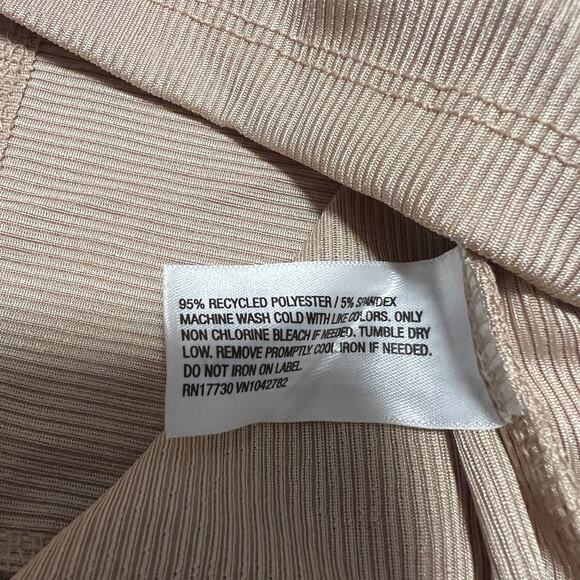 95% RECYCLED POLYESTER / 5% SPANDEX
MACHINE WASH COLD WITH LIKE COLORS. ONLY
NON CHLORINE BLEACH IF NEEDED. TUMBLE DRY
LOW, REMOVE PROMPTLY. COOL IRON IF NEEDED.
DO NOT IRON ON LABEL.
RN17730 VN1042782